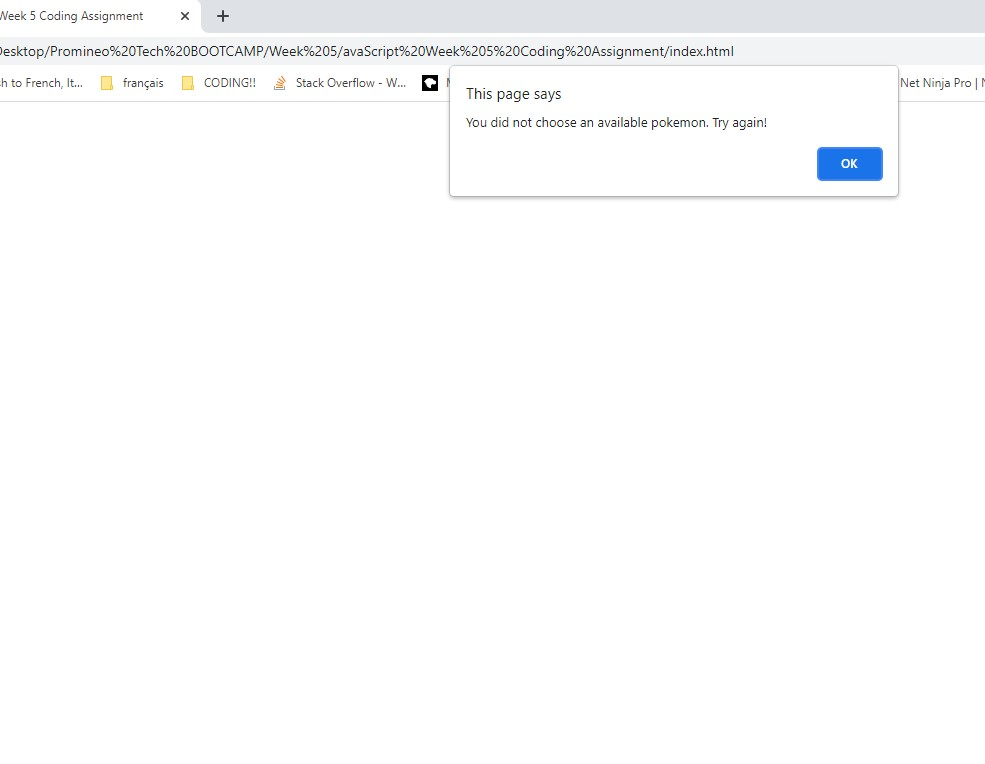 Week 5 Coding Assignment
Desktop/Promineo%20Tech%20BOOTCAMP/Week%205/avaScript%20Week%205%20Coding%20Assignment/index.html
sh to French, It... français CODING!! Stack Overflow - W... Net Ninja Pro |
This page says
You did not choose an available pokemon. Try again!
OK